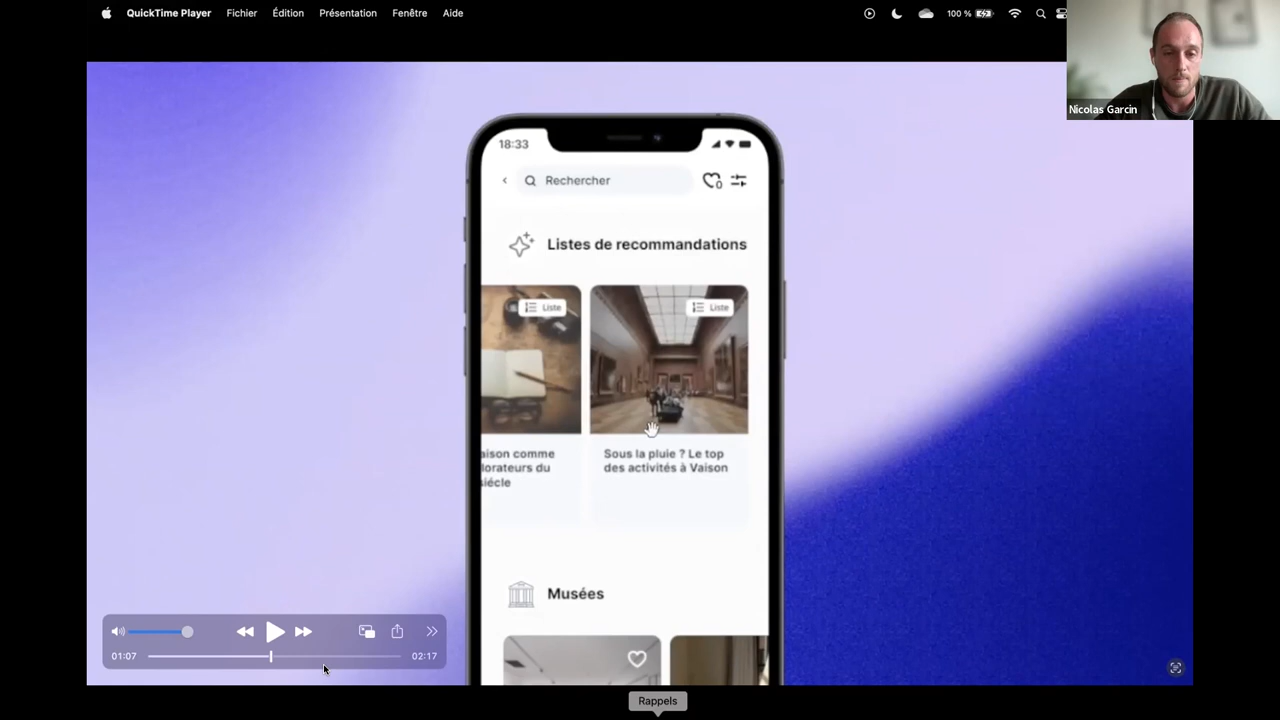 QuickTime Player Fichier Édition Présentation Fenêtre Aide
100 %
Nicolas Garcin
18:33
Rechercher
0
Listes de recommandations
Liste
Liste
aison comme
lorateurs du
siécle
Sous la pluie ? Le top
des activités à Vaison
Musées
01:07
02:17
Rappels